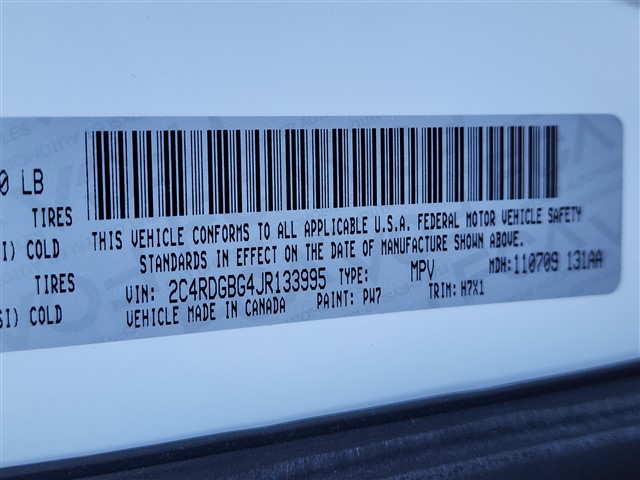 0 LB
TIRES
SI) COLD
TIRES
SI) COLD
THIS VEHICLE CONFORMS TO ALL APPLICABLE U.S.A. FEDERAL MOTOR VEHICLE SAFETY
STANDARDS IN EFFECT ON THE DATE OF MANUFACTURE SHOWN ABOVE.
VIN: 2C4RDGBG4JR133995 TYPE: MPV MDH: 110709 131AA
VEHICLE MADE IN CANADA PAINT: PW7 TRIM: H7X1